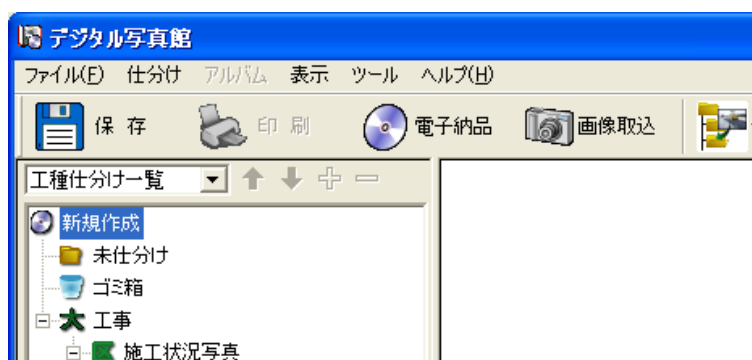 デジタル写真館
ファイル(F) 仕分け アルバム 表示 ツール ヘルプ(H)
保 存 印 刷 電子納品 画像取込
工種仕分け一覧
新規作成
未仕分け
ゴミ箱
工事
施工状況写真